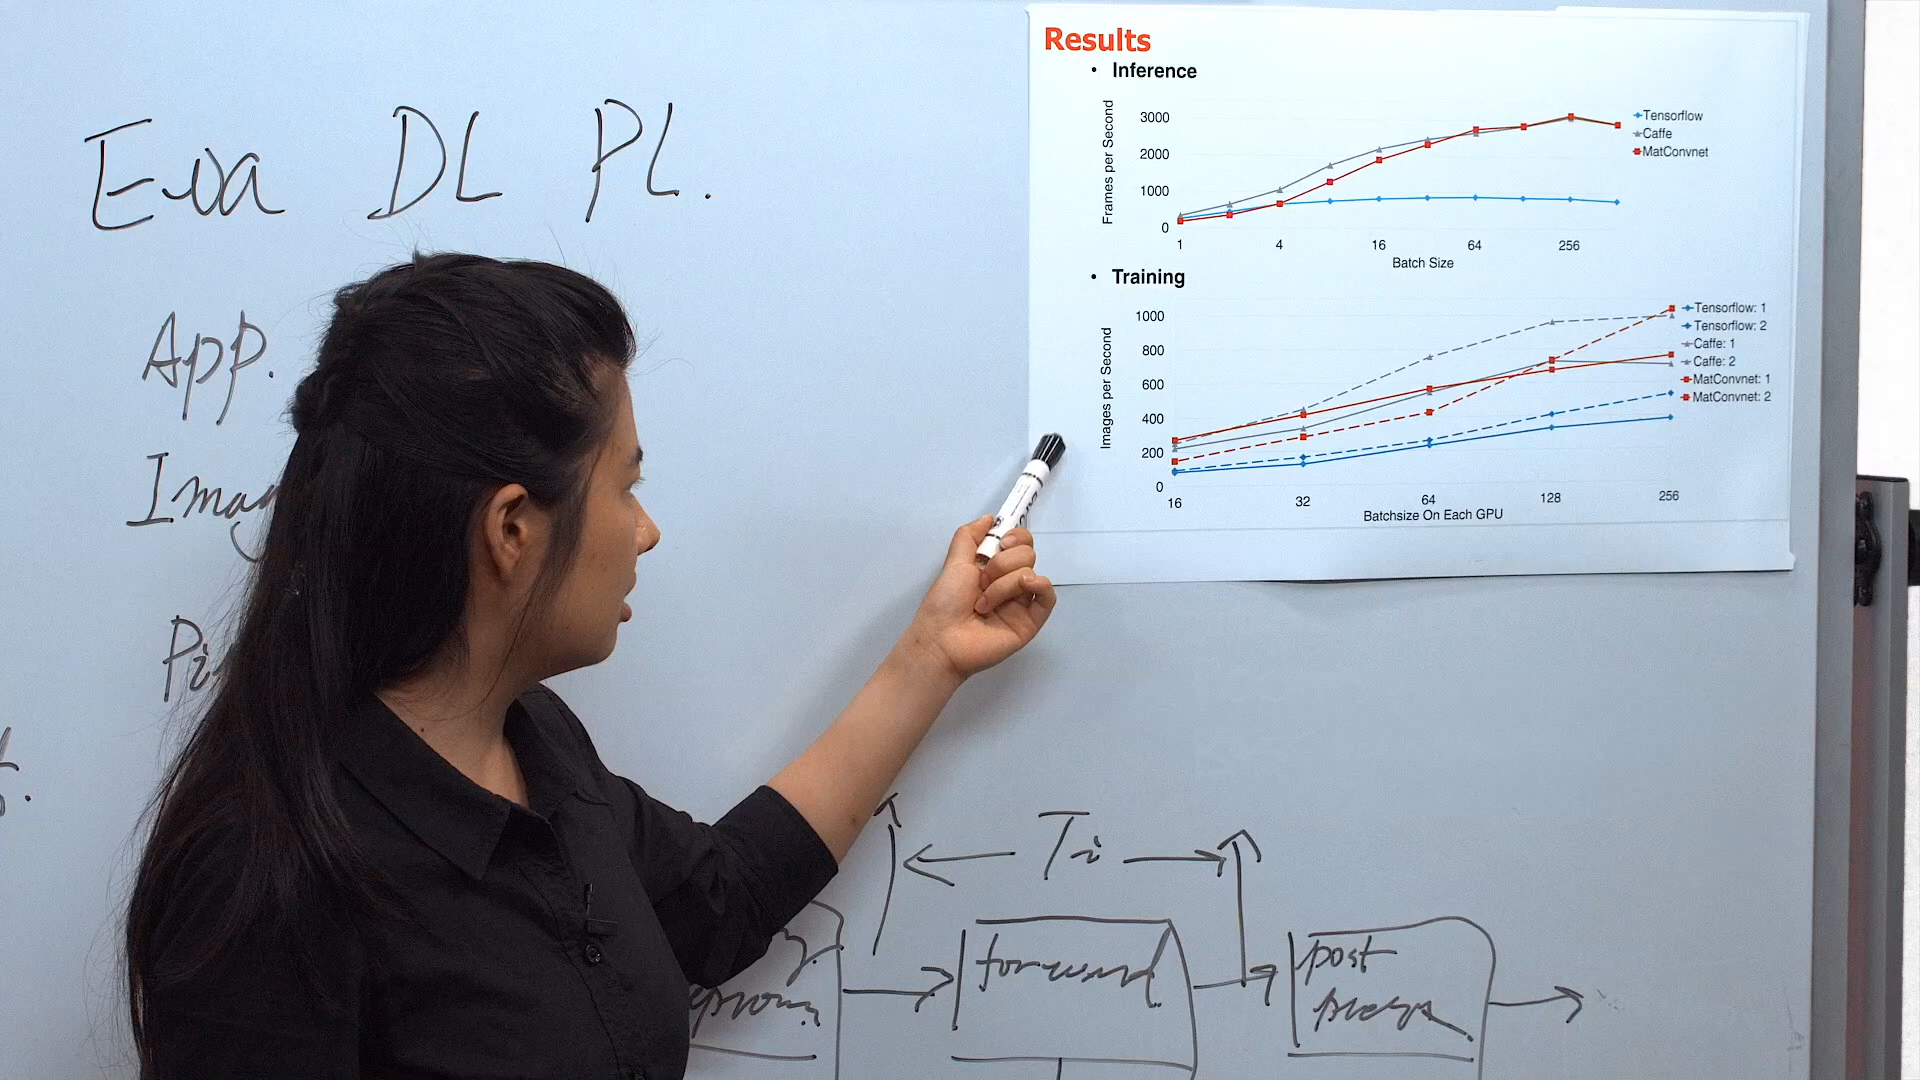 Eva DL PL.
App.
Imag
Pi
Results
• Inference
Frames per Second
3000
2000
1000
0
1 4 16 64 256
Batch Size
Tensorflow
Caffe
MatConvnet
• Training
Images per Second
1000
800
600
400
200
0
16 32 64 128 256
Batchsize On Each GPU
Tensorflow: 1
Tensorflow: 2
Caffe: 1
Caffe: 2
MatConvnet: 1
MatConvnet: 2
Ti
forward
post